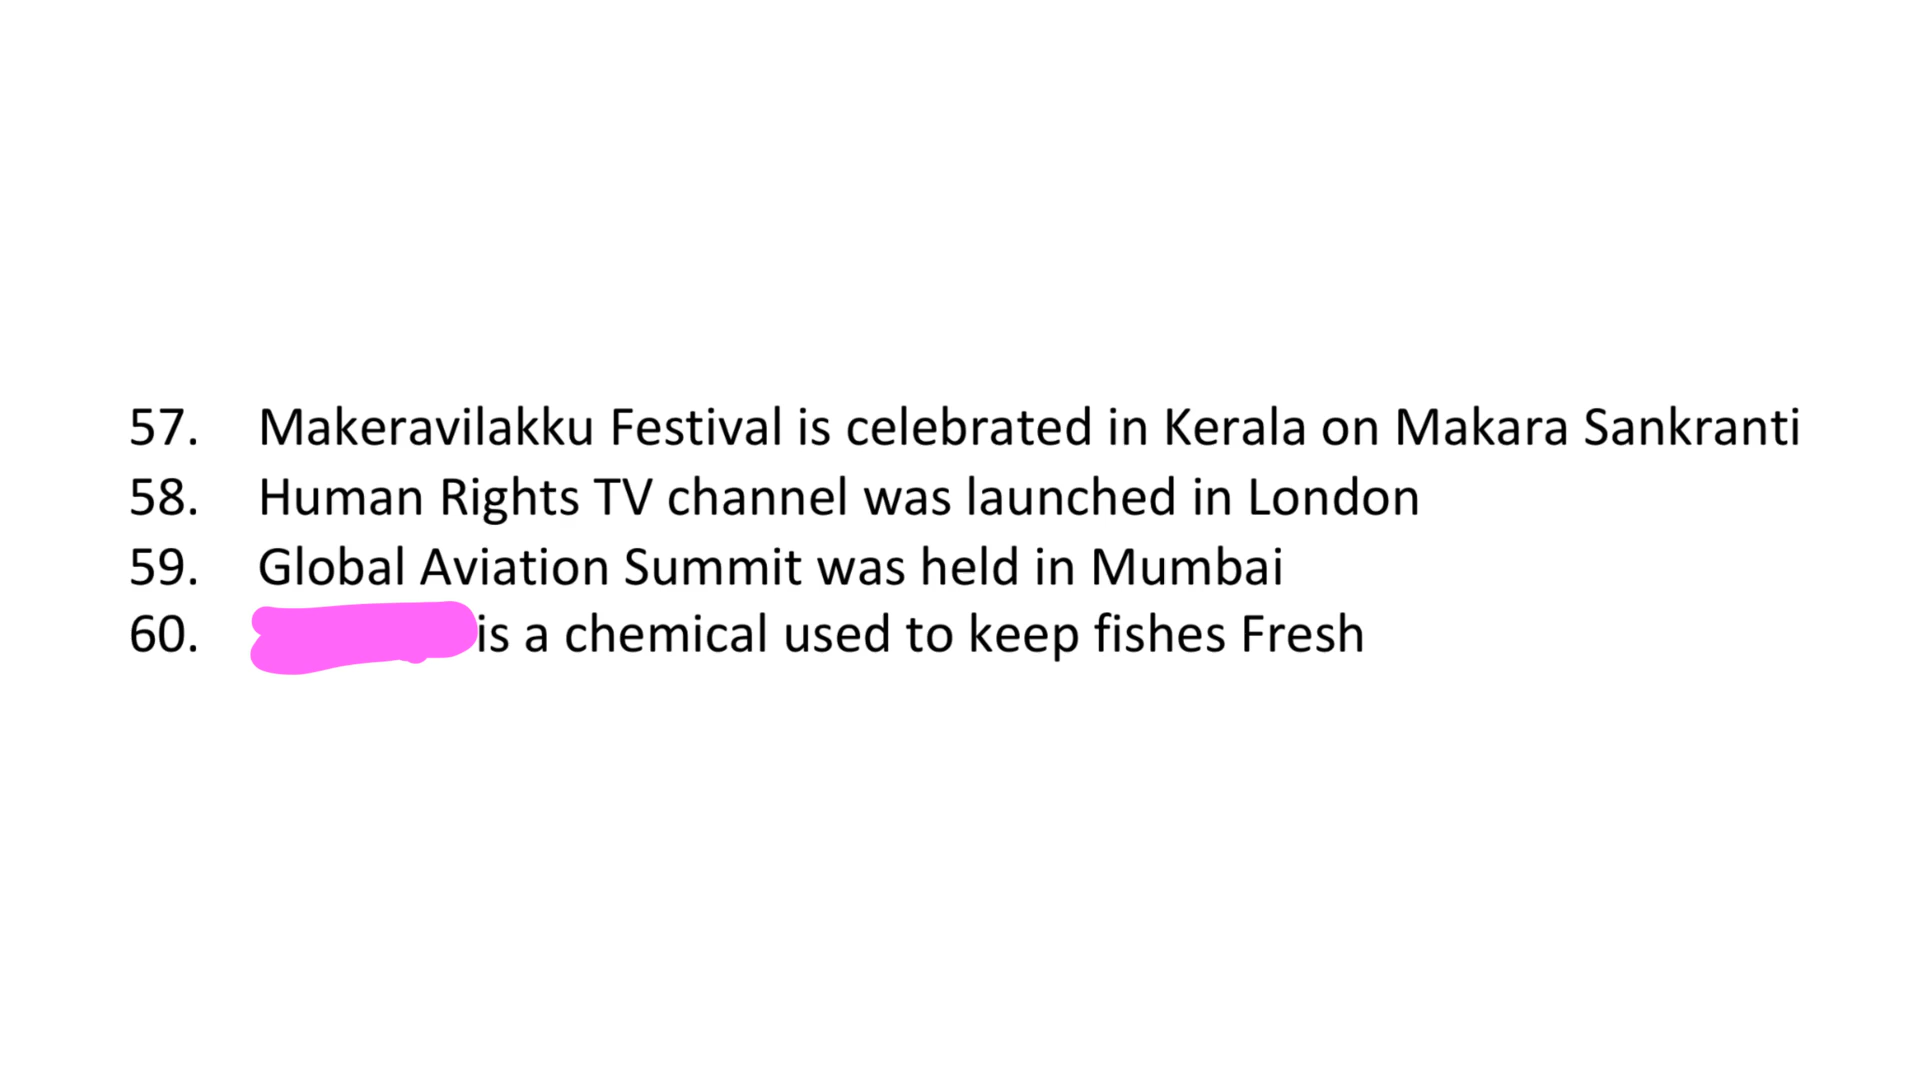 57. Makeravilakku Festival is celebrated in Kerala on Makara Sankranti
58. Human Rights TV channel was launched in London
59. Global Aviation Summit was held in Mumbai
60. is a chemical used to keep fishes Fresh